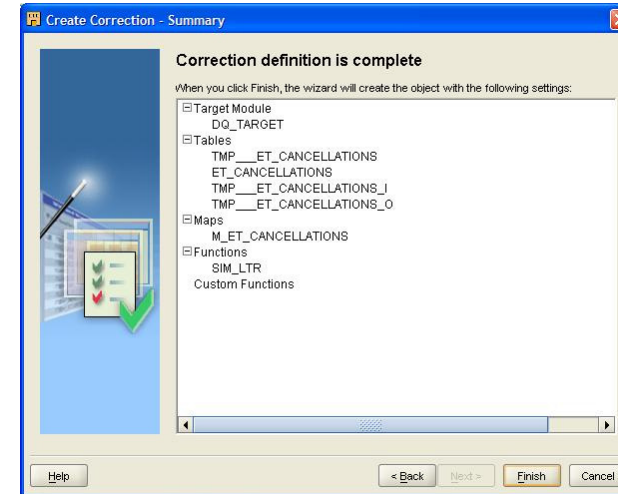 Create Correction - Summary
Correction definition is complete
When you click Finish, the wizard will create the object with the following settings:
Target Module
DQ_TARGET
Tables
TMP___ET_CANCELLATIONS
ET_CANCELLATIONS
TMP___ET_CANCELLATIONS_I
TMP___ET_CANCELLATIONS_O
Maps
M_ET_CANCELLATIONS
Functions
SIM_LTR
Custom Functions
Help
< Back
Next >
Finish
Cancel